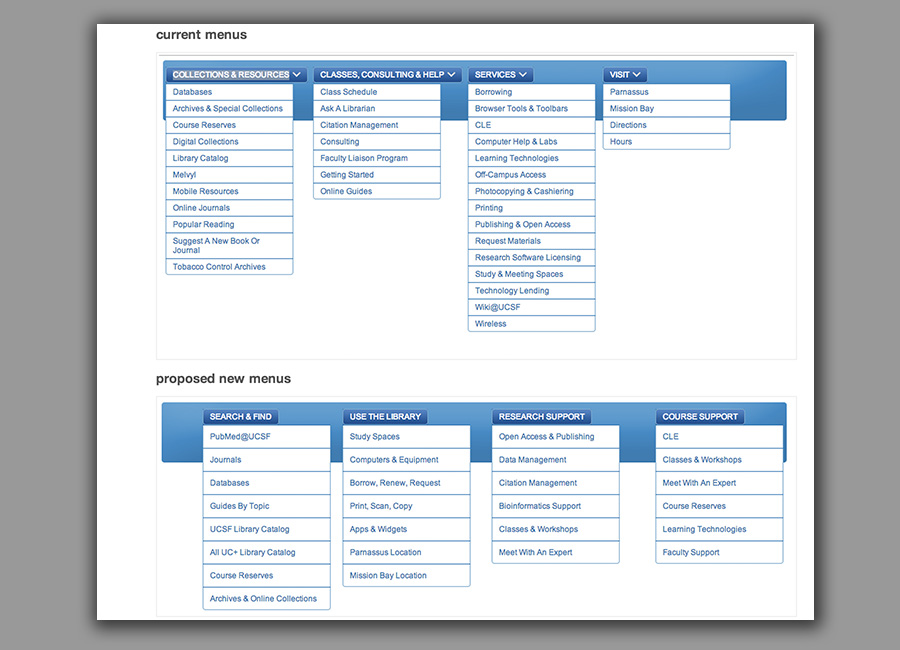 current menus
COLLECTIONS & RESOURCES
Databases
Archives & Special Collections
Course Reserves
Digital Collections
Library Catalog
Melvyl
Mobile Resources
Online Journals
Popular Reading
Suggest A New Book Or
Journal
Tobacco Control Archives
CLASSES, CONSULTING & HELP
Class Schedule
Ask A Librarian
Citation Management
Consulting
Faculty Liaison Program
Getting Started
Online Guides
SERVICES
Borrowing
Browser Tools & Toolbars
CLE
Computer Help & Labs
Learning Technologies
Off-Campus Access
Photocopying & Cashiering
Printing
Publishing & Open Access
Request Materials
Research Software Licensing
Study & Meeting Spaces
Technology Lending
Wiki@UCSF
Wireless
VISIT
Parnassus
Mission Bay
Directions
Hours
proposed new menus
SEARCH & FIND
PubMed@UCSF
Journals
Databases
Guides By Topic
UCSF Library Catalog
All UC+ Library Catalog
Course Reserves
Archives & Online Collections
USE THE LIBRARY
Study Spaces
Computers & Equipment
Borrow, Renew, Request
Print, Scan, Copy
Apps & Widgets
Parnassus Location
Mission Bay Location
RESEARCH SUPPORT
Open Access & Publishing
Data Management
Citation Management
Bioinformatics Support
Classes & Workshops
Meet With An Expert
COURSE SUPPORT
CLE
Classes & Workshops
Meet With An Expert
Course Reserves
Learning Technologies
Faculty Support